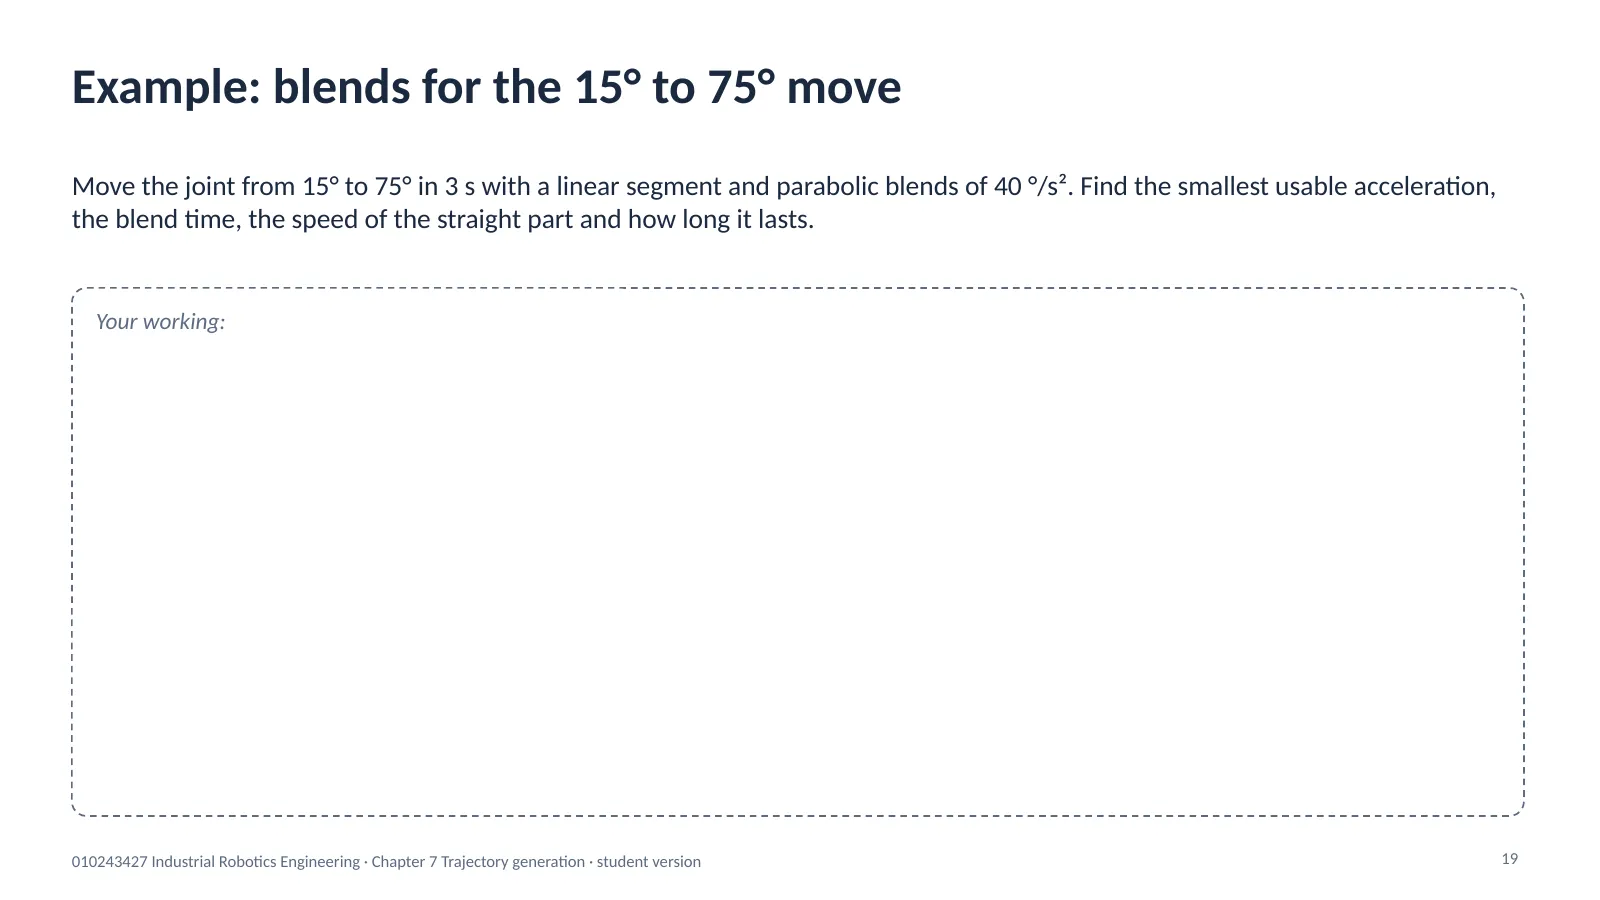 Example: blends for the 15° to 75° move
Move the joint from 15° to 75° in 3 s with a linear segment and parabolic blends of 40 °/s². Find the smallest usable acceleration,
the blend time, the speed of the straight part and how long it lasts.
Your working:
010243427 Industrial Robotics Engineering · Chapter 7 Trajectory generation · student version
19